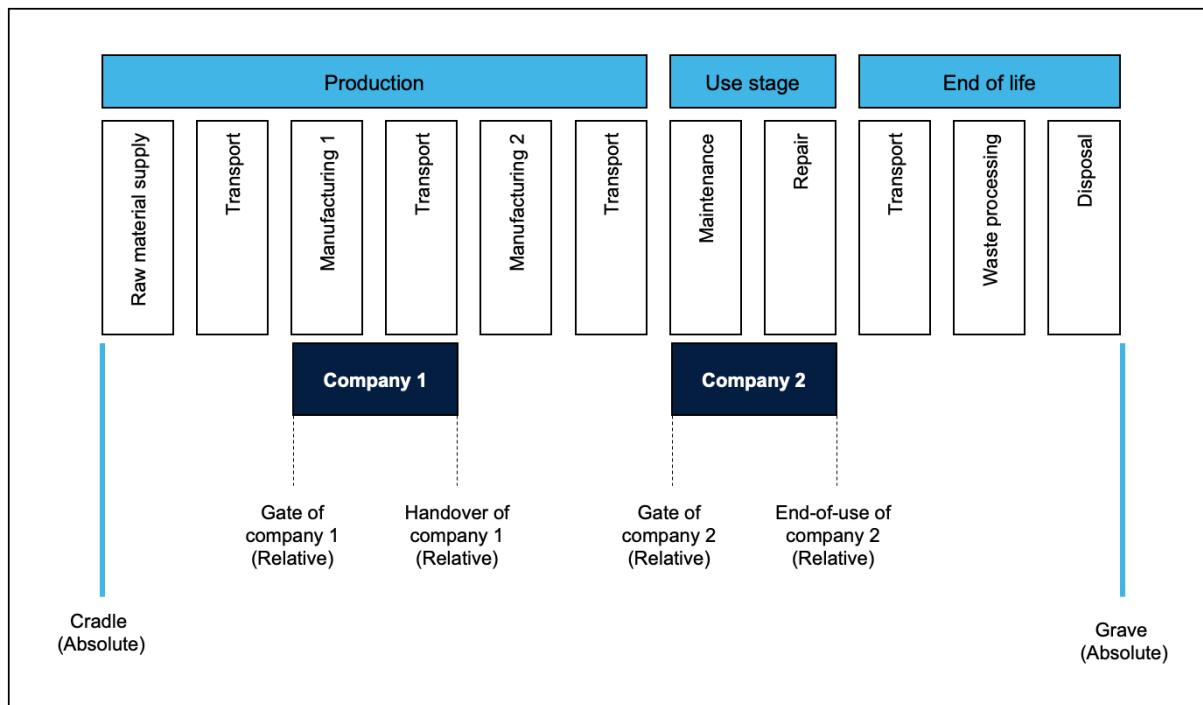 Production
Use stage
End of life
Raw material supply
Transport
Manufacturing 1
Transport
Manufacturing 2
Transport
Maintenance
Repair
Transport
Waste processing
Disposal
Company 1
Company 2
Gate of
company 1
(Relative)
Handover of
company 1
(Relative)
Gate of
company 2
(Relative)
End-of-use of
company 2
(Relative)
Cradle
(Absolute)
Grave
(Absolute)